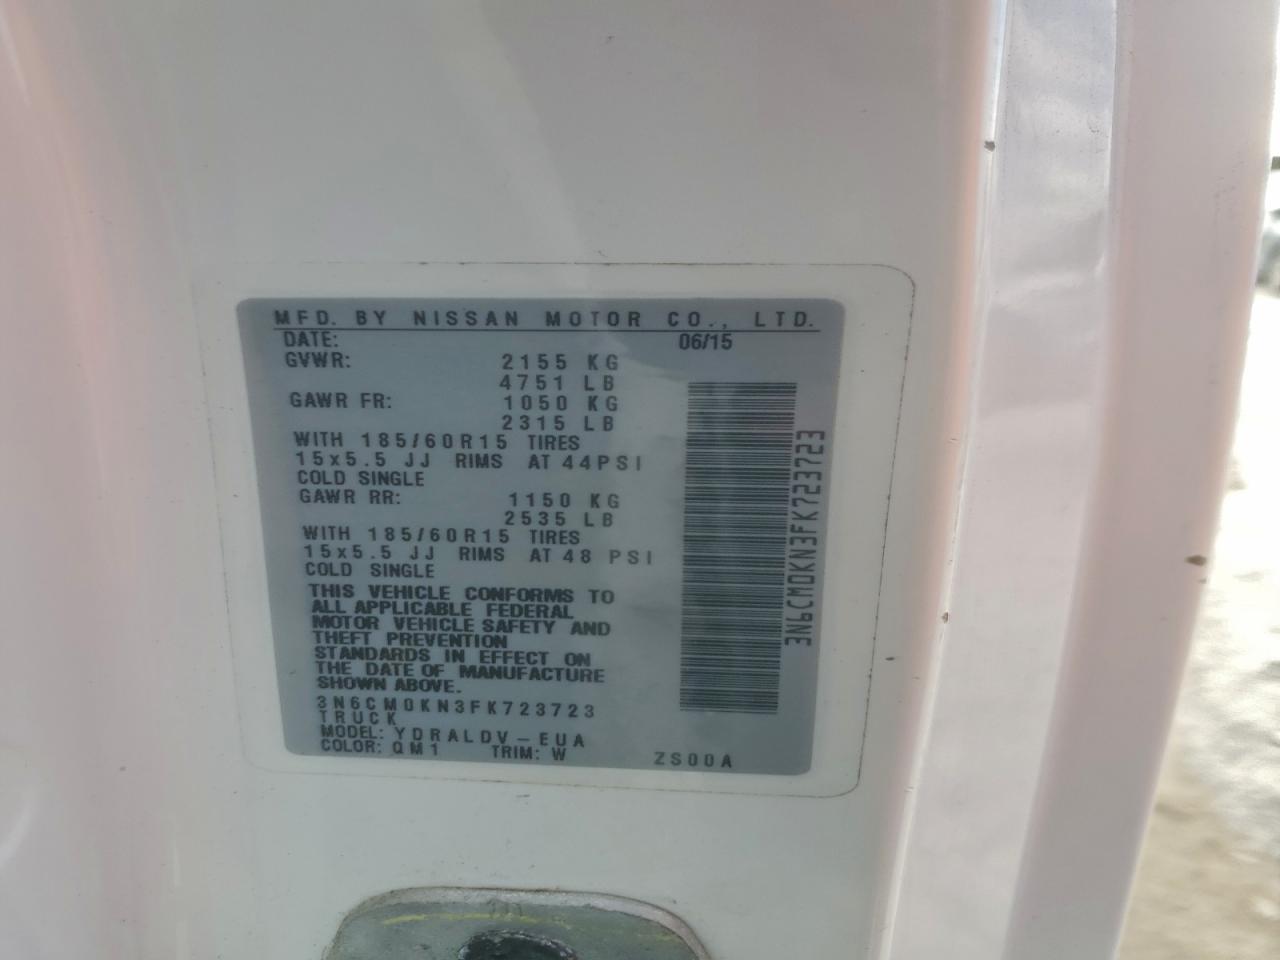 MFD. BY NISSAN MOTOR CO., LTD.
DATE: 06/15
GVWR: 2155 KG
4751 LB
GAWR FR: 1050 KG
2315 LB
WITH 185/60R15 TIRES
15x5.5 JJ RIMS AT 44PSI
COLD SINGLE
GAWR RR: 1150 KG
2535 LB
WITH 185/60R15 TIRES
15x5.5 JJ RIMS AT 48 PSI
COLD SINGLE
THIS VEHICLE CONFORMS TO
ALL APPLICABLE FEDERAL
MOTOR VEHICLE SAFETY AND
THEFT PREVENTION
STANDARDS IN EFFECT ON
THE DATE OF MANUFACTURE
SHOWN ABOVE.
3N6CM0KN3FK723723
TRUCK
MODEL: YDRALDV-EUA
COLOR: QM1 TRIM: W ZS00A
3N6CM0KN3FK723723